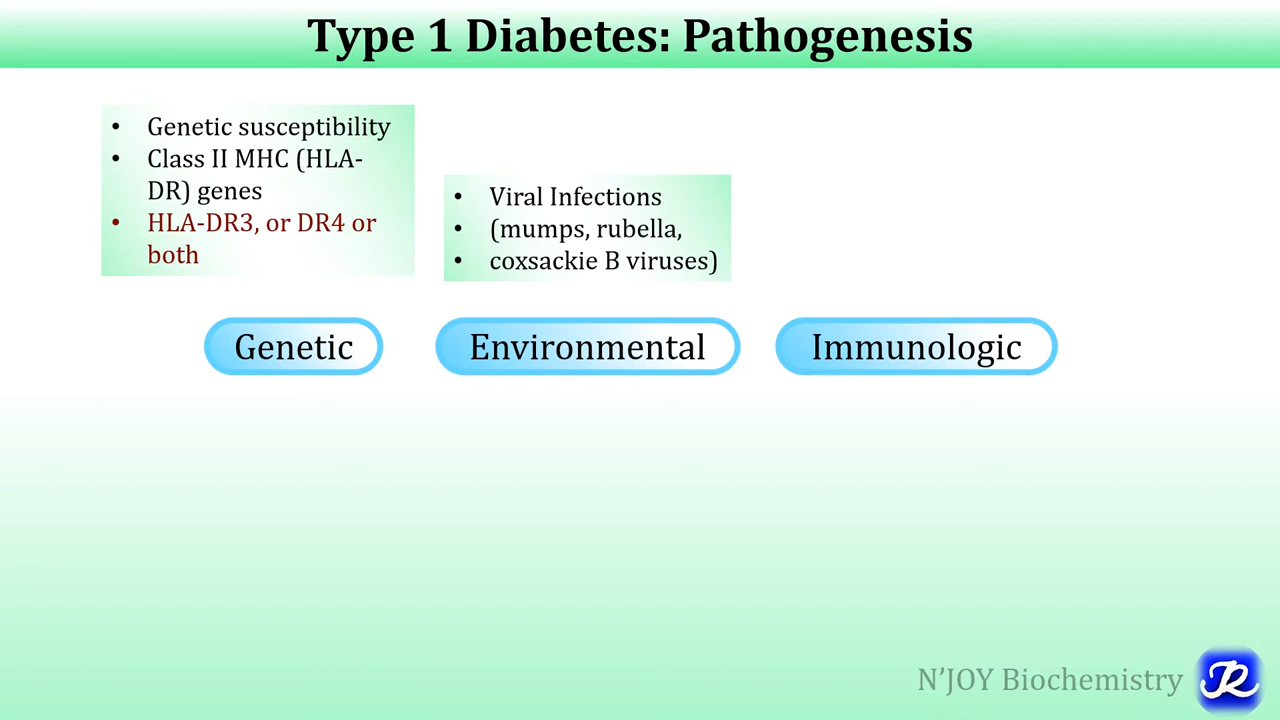 Type 1 Diabetes: Pathogenesis
• Genetic susceptibility
• Class II MHC (HLA-
DR) genes
• HLA-DR3, or DR4 or
both
• Viral Infections
• (mumps, rubella,
• coxsackie B viruses)
Genetic
Environmental
Immunologic
N’JOY Biochemistry
JR